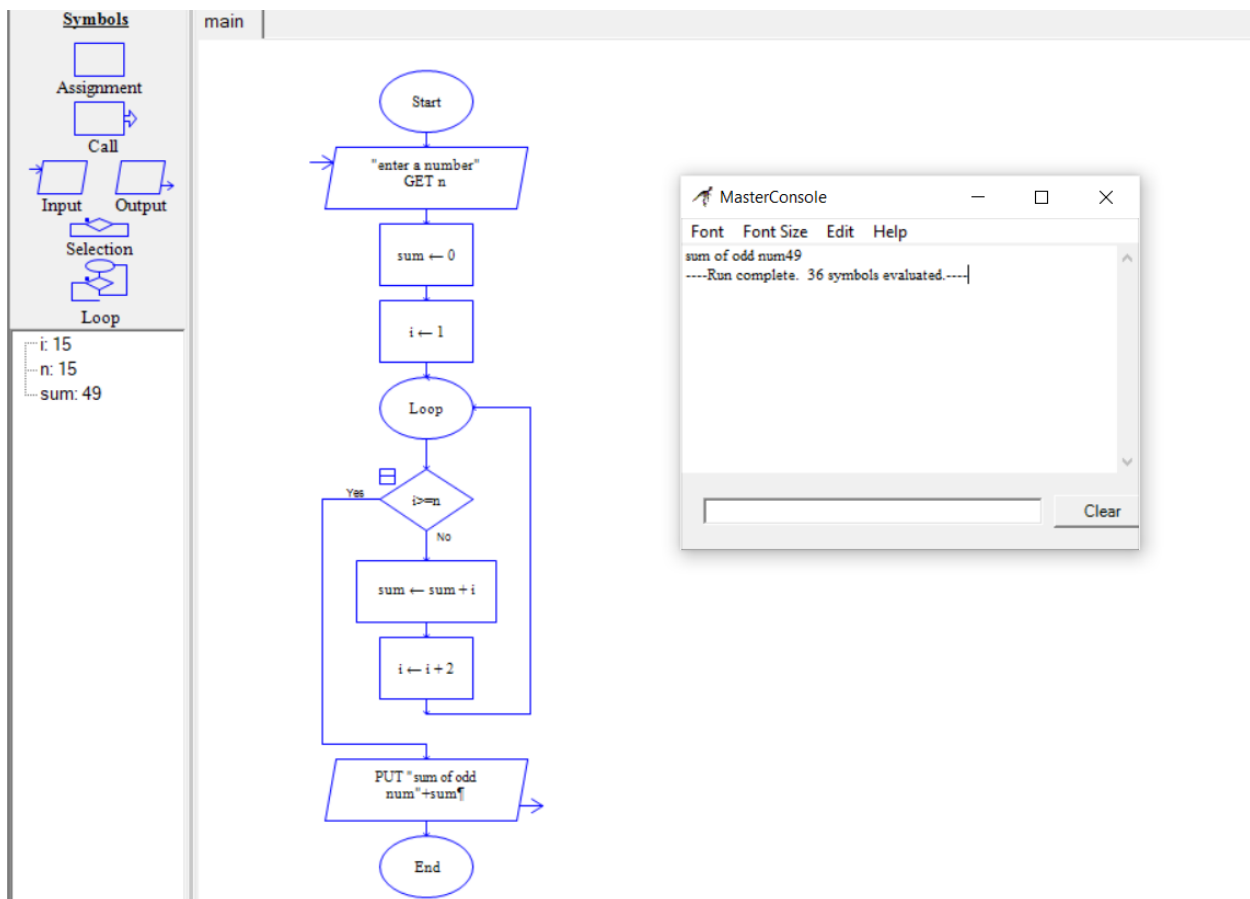 Symbols
Assignment
Call
Input Output
Selection
Loop
i: 15
n: 15
sum: 49
main
Start
"enter a number"
GET n
sum ← 0
i ← 1
Loop
Yes
i>=n
No
sum ← sum + i
i ← i + 2
PUT "sum of odd
num"+sum¶
End
MasterConsole
Font Font Size Edit Help
sum of odd num49
----Run complete. 36 symbols evaluated.----
Clear